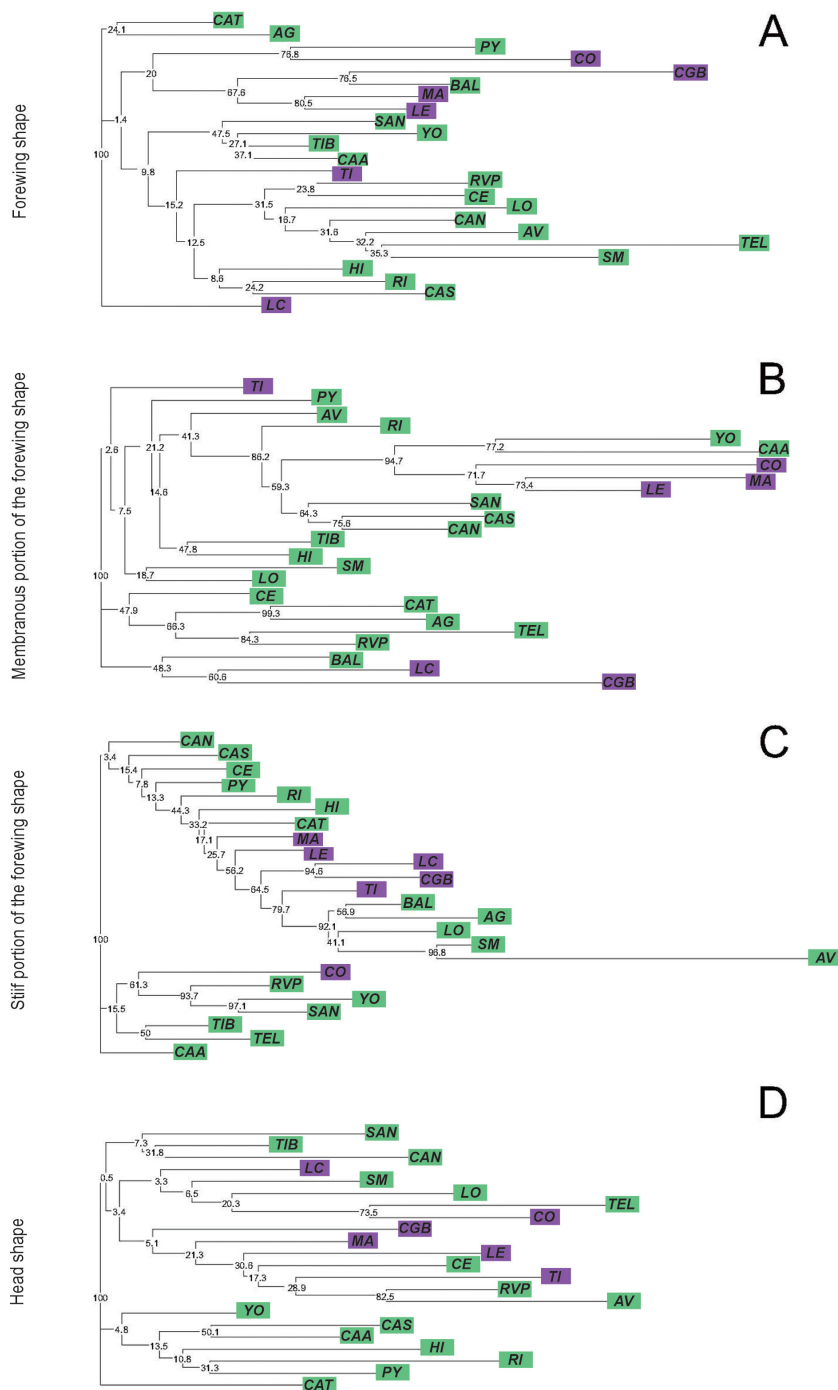 A
Forewing shape
CAT
24.1
AG
PY
76.8
CO
20
CGB
76.5
BAL
67.6
MA
80.5
LE
1.4
SAN
47.5
YO
27.1
TIB
37.1
CAA
9.8
TI
RVP
23.8
CE
15.2
31.5
LO
16.7
CAN
31.6
AV
32.2
TEL
35.3
SM
12.5
HI
8.6
RI
24.2
CAS
100
LC
B
Membranous portion of the forewing shape
TI
PY
AV
41.3
RI
2.6
21.2
86.2
YO
77.2
CAA
94.7
CO
71.7
MA
73.4
LE
59.3
14.6
SAN
64.3
CAS
75.6
CAN
7.5
TIB
47.8
HI
SM
18.7
LO
100
CE
47.9
CAT
99.3
AG
66.3
TEL
84.3
RVP
BAL
48.3
LC
60.6
CGB
C
Stiif portion of the forewing shape
CAN
3.4
CAS
15.4
CE
7.8
PY
13.3
RI
44.3
HI
33.2
CAT
17.1
MA
25.7
LE
56.2
LC
94.6
CGB
64.5
TI
79.7
BAL
56.9
AG
92.1
LO
41.1
SM
96.8
AV
100
CO
61.3
RVP
93.7
YO
97.1
SAN
15.5
TIB
50
TEL
CAA
D
Head shape
SAN
7.3
TIB
31.8
CAN
0.5
LC
3.3
SM
6.5
LO
20.3
TEL
73.5
CO
3.4
CGB
5.1
MA
21.3
LE
30.6
CE
17.3
TI
28.9
RVP
82.5
AV
100
YO
4.8
CAS
50.1
CAA
13.5
HI
10.8
RI
31.3
PY
CAT